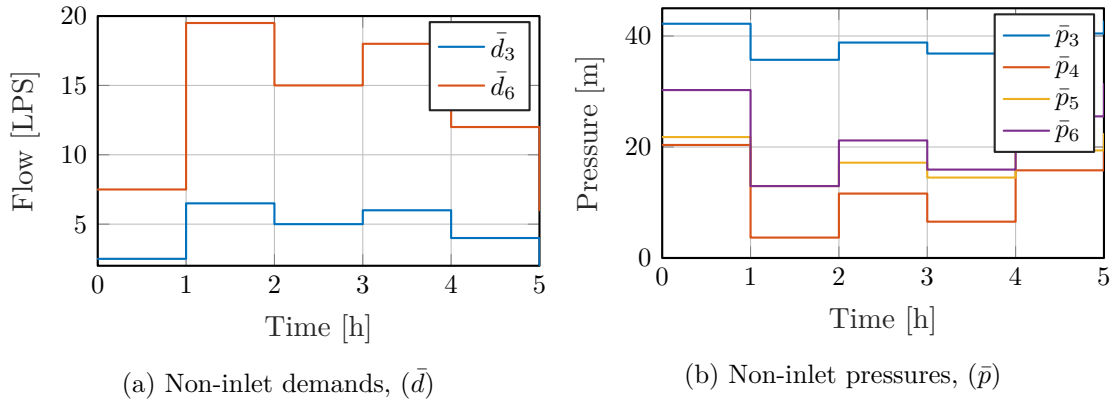 20
15
10
5
Flow [LPS]
0 1 2 3 4 5
Time [h]
d̄₃
d̄₆
(a) Non-inlet demands, (d̄)
40
20
0
Pressure [m]
0 1 2 3 4 5
Time [h]
p̄₃
p̄₄
p̄₅
p̄₆
(b) Non-inlet pressures, (p̄)